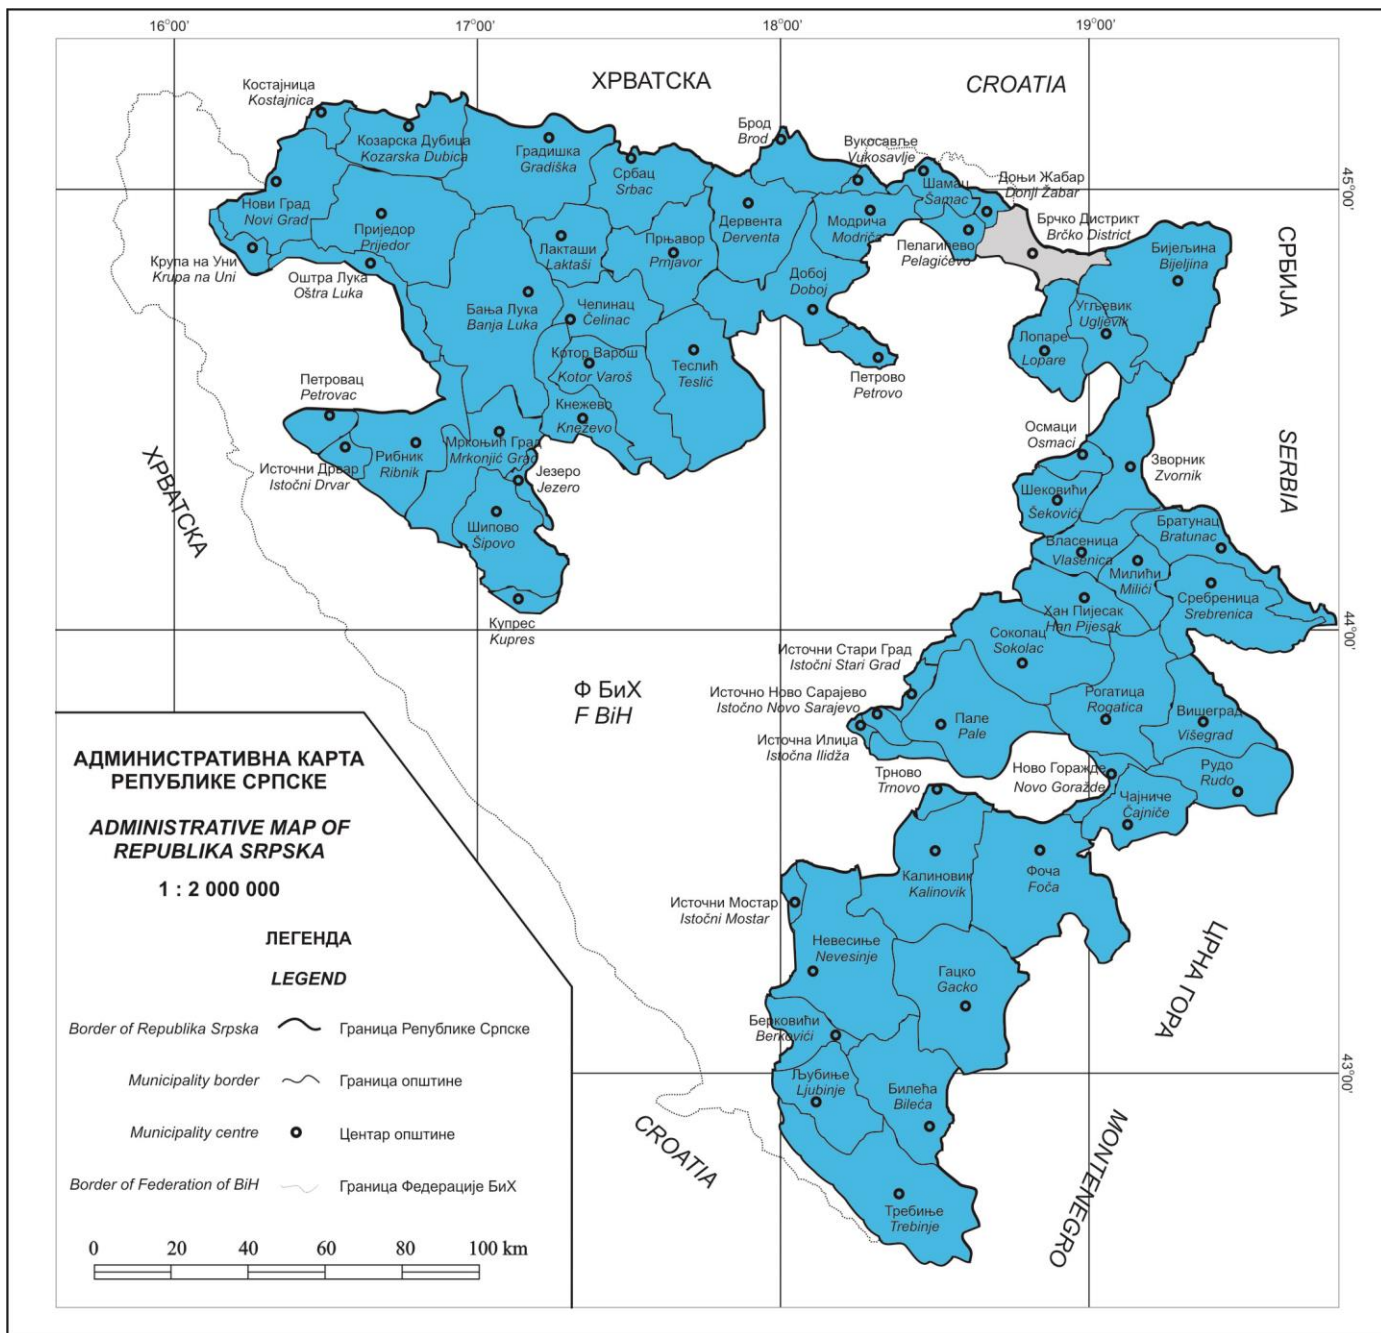 16°00'
17°00'
18°00'
19°00'
ХРВАТСКА
CROATIA
Костајница
Kostajnica
Козарска Дубица
Kozarska Dubica
Градишка
Gradiška
Србац
Srbac
Брод
Brod
Вукосавље
Vukosavlje
Шамац
Šamac
Доњи Жабар
Donji Žabar
45°00'
Нови Град
Novi Grad
Приједор
Prijedor
Лакташи
Laktaši
Прњавор
Prnjavor
Дервента
Derventa
Модрича
Modriča
Пелагићево
Pelagićevo
Брчко Дистрикт
Brčko District
Бијељина
Bijeljina
СРБИЈА
Крупа на Уни
Krupa na Uni
Оштра Лука
Oštra Luka
Бања Лука
Banja Luka
Челинац
Čelinac
Добој
Doboj
Угљевик
Ugljevik
Лопаре
Lopare
Котор Варош
Kotor Varoš
Теслић
Teslić
Петрово
Petrovo
Петровац
Petrovac
Кнежево
Knezevo
Осмаци
Osmaci
SERBIA
Источни Дрвар
Istočni Drvar
Рибник
Ribnik
Мркоњић Град
Mrkonjić Grad
Језеро
Jezero
Зворник
Zvornik
ХРВАТСКА
Шипово
Šipovo
Шековићи
Šekovići
Братунац
Bratunac
Власеница
Vlasenica
Милићи
Milići
Сребреница
Srebrenica
Хан Пијесак
Han Pijesak
Купрес
Kupres
44°00'
Соколац
Sokolac
Источни Стари Град
Istočni Stari Grad
Ф БиХ
F BiH
Источно Ново Сарајево
Istočno Novo Sarajevo
Рогатица
Rogatica
Вишеград
Višegrad
Пале
Pale
Источна Илиџа
Istočna Ilidža
Трново
Trnovo
Ново Горажде
Novo Goražde
Рудо
Rudo
Чајниче
Čajniče
Калиновик
Kalinovik
Фоча
Foča
Источни Мостар
Istočni Mostar
Невесиње
Nevesinje
Гацко
Gacko
ЦРНА ГОРА
Берковићи
Berkovići
43°00'
Љубиње
Ljubinje
Билећа
Bileća
CROATIA
MONTENEGRO
Требиње
Trebinje
АДМИНИСТРАТИВНА КАРТА
РЕПУБЛИКЕ СРПСКЕ
ADMINISTRATIVE MAP OF
REPUBLIKA SRPSKA
1 : 2 000 000
ЛЕГЕНДА
LEGEND
Border of Republika Srpska Граница Републике Српске
Municipality border Граница општине
Municipality centre Центар општине
Border of Federation of BiH Граница Федерације БиХ
0 20 40 60 80 100 km